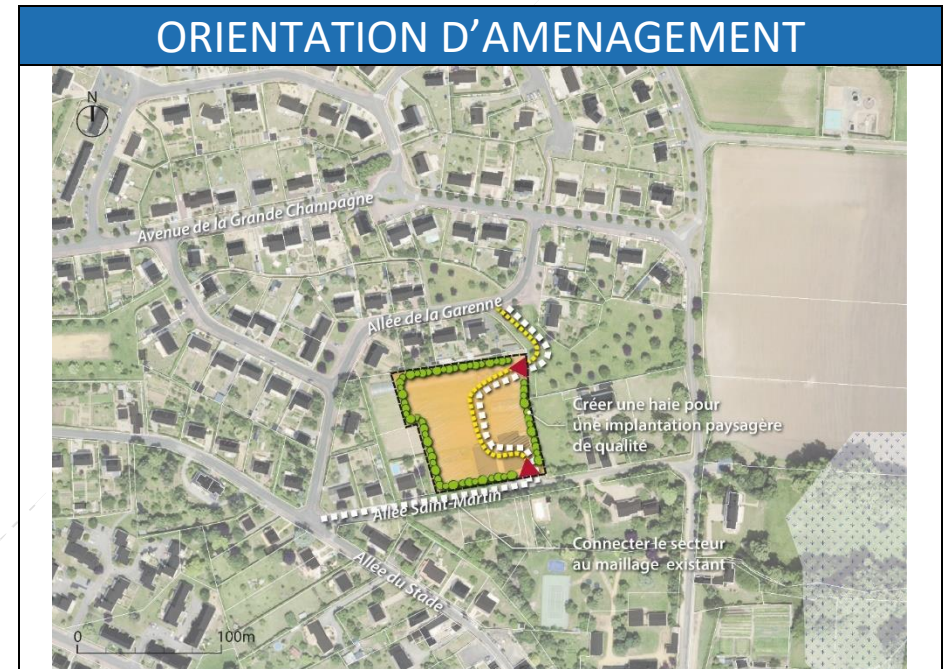 ORIENTATION D’AMENAGEMENT
N
Avenue de la Grande Champagne
Allée de la Garenne
Créer une haie pour
une implantation paysagère
de qualité
Allée Saint-Martin
Connecter le secteur
au maillage existant
Allée du Stade
0 100m